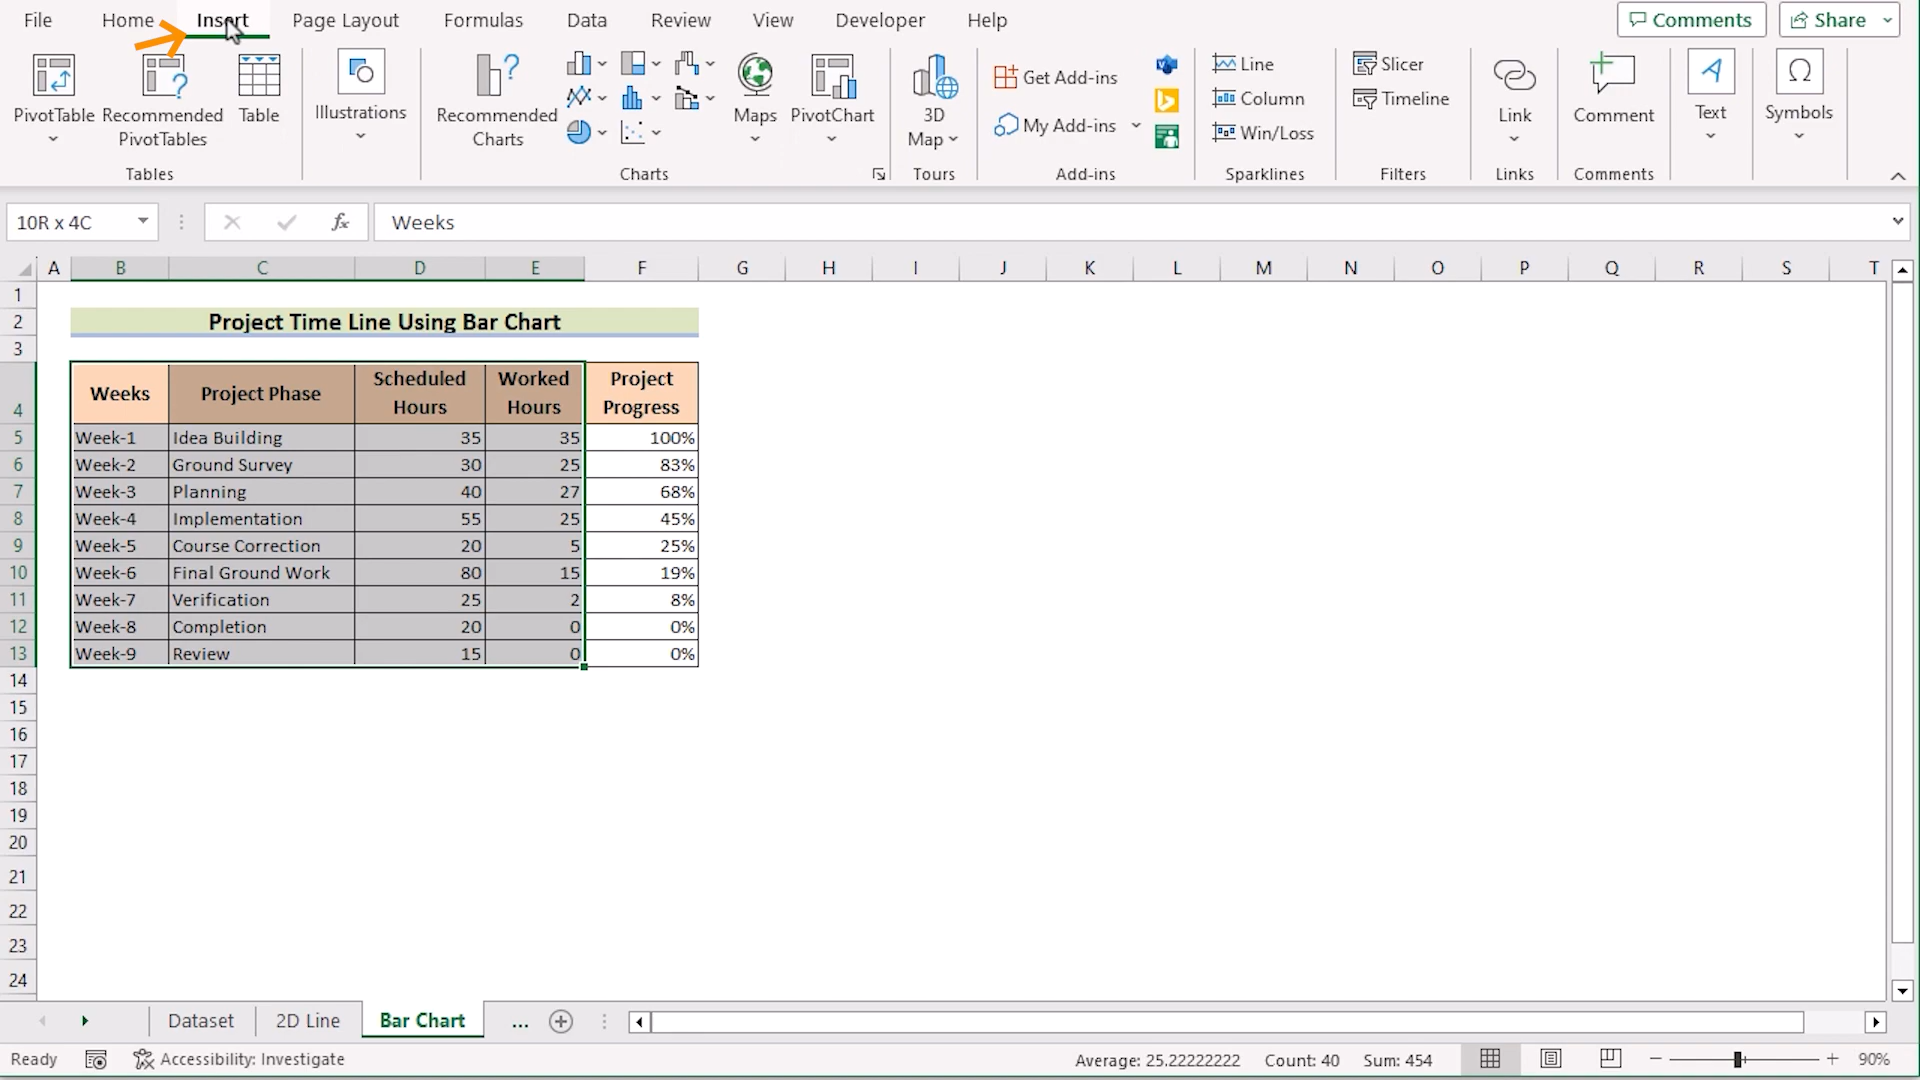 File Home Insert Page Layout Formulas Data Review View Developer Help Comments Share
PivotTable
Recommended
PivotTables
Table
Tables
Illustrations
Recommended
Charts
Maps
PivotChart
Charts
3D
Map
Tours
Get Add-ins
My Add-ins
Add-ins
Line
Column
Win/Loss
Sparklines
Slicer
Timeline
Filters
Link
Links
Comment
Comments
Text
Symbols
10R x 4C fx Weeks
A B C D E F G H I J K L M N O P Q R S T
1
2 Project Time Line Using Bar Chart
3
4 Weeks Project Phase Scheduled Hours Worked Hours Project Progress
5 Week-1 Idea Building 35 35 100%
6 Week-2 Ground Survey 30 25 83%
7 Week-3 Planning 40 27 68%
8 Week-4 Implementation 55 25 45%
9 Week-5 Course Correction 20 5 25%
10 Week-6 Final Ground Work 80 15 19%
11 Week-7 Verification 25 2 8%
12 Week-8 Completion 20 0 0%
13 Week-9 Review 15 0 0%
14
15
16
17
18
19
20
21
22
23
24
Dataset 2D Line Bar Chart ...
Ready Accessibility: Investigate Average: 25.22222222 Count: 40 Sum: 454 90%